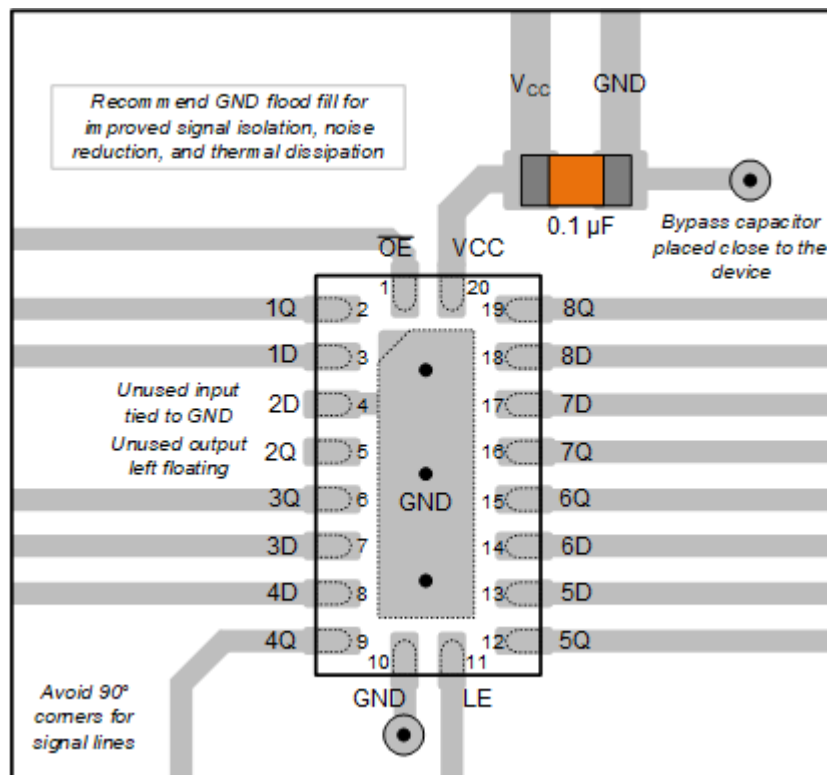 Recommend GND flood fill for
improved signal isolation, noise
reduction, and thermal dissipation
VCC GND
0.1 µF
Bypass capacitor
placed close to the
device
O̅E̅ VCC
1 20
1Q 2 19 8Q
1D 3 18 8D
Unused input
tied to GND
2D 4 17 7D
Unused output
left floating
2Q 5 16 7Q
3Q 6 GND 15 6Q
3D 7 14 6D
4D 8 13 5D
4Q 9 12 5Q
10 11
GND LE
Avoid 90°
corners for
signal lines